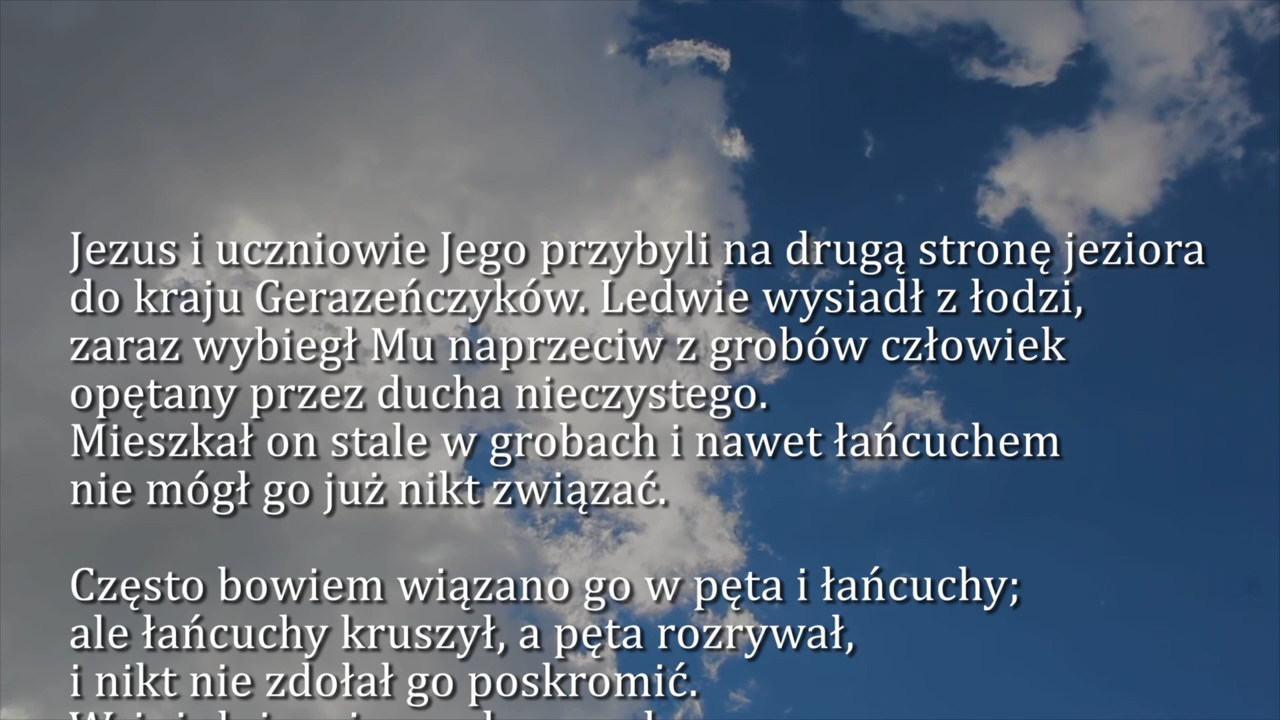 Jezus i uczniowie Jego przybyli na drugą stronę jeziora
do kraju Gerazeńczyków. Ledwie wysiadł z łodzi,
zaraz wybiegł Mu naprzeciw z grobów człowiek
opętany przez ducha nieczystego.
Mieszkał on stale w grobach i nawet łańcuchem
nie mógł go już nikt związać.
Często bowiem wiązano go w pęta i łańcuchy;
ale łańcuchy kruszył, a pęta rozrywał,
i nikt nie zdołał go poskromić.